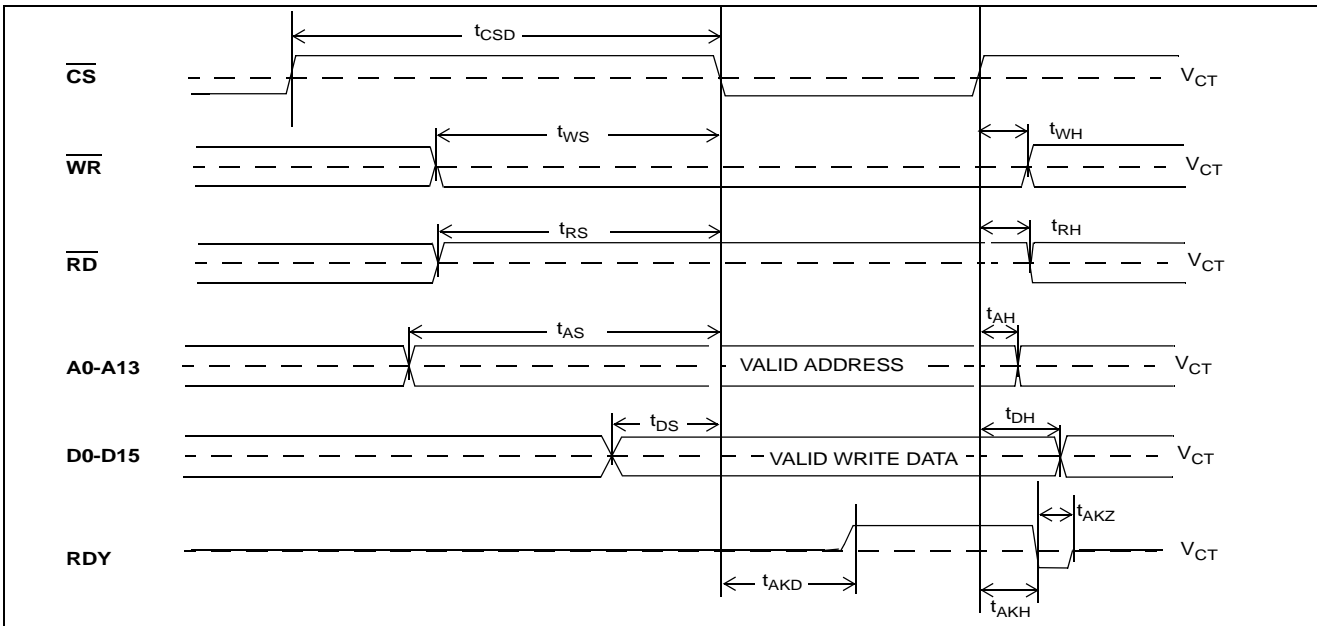 tCSD
CS VCT
tWS tWH
WR VCT
tRS tRH
RD VCT
tAS tAH
A0-A13 VALID ADDRESS VCT
tDS tDH
D0-D15 VALID WRITE DATA VCT
tAKZ
RDY VCT
tAKD
tAKH